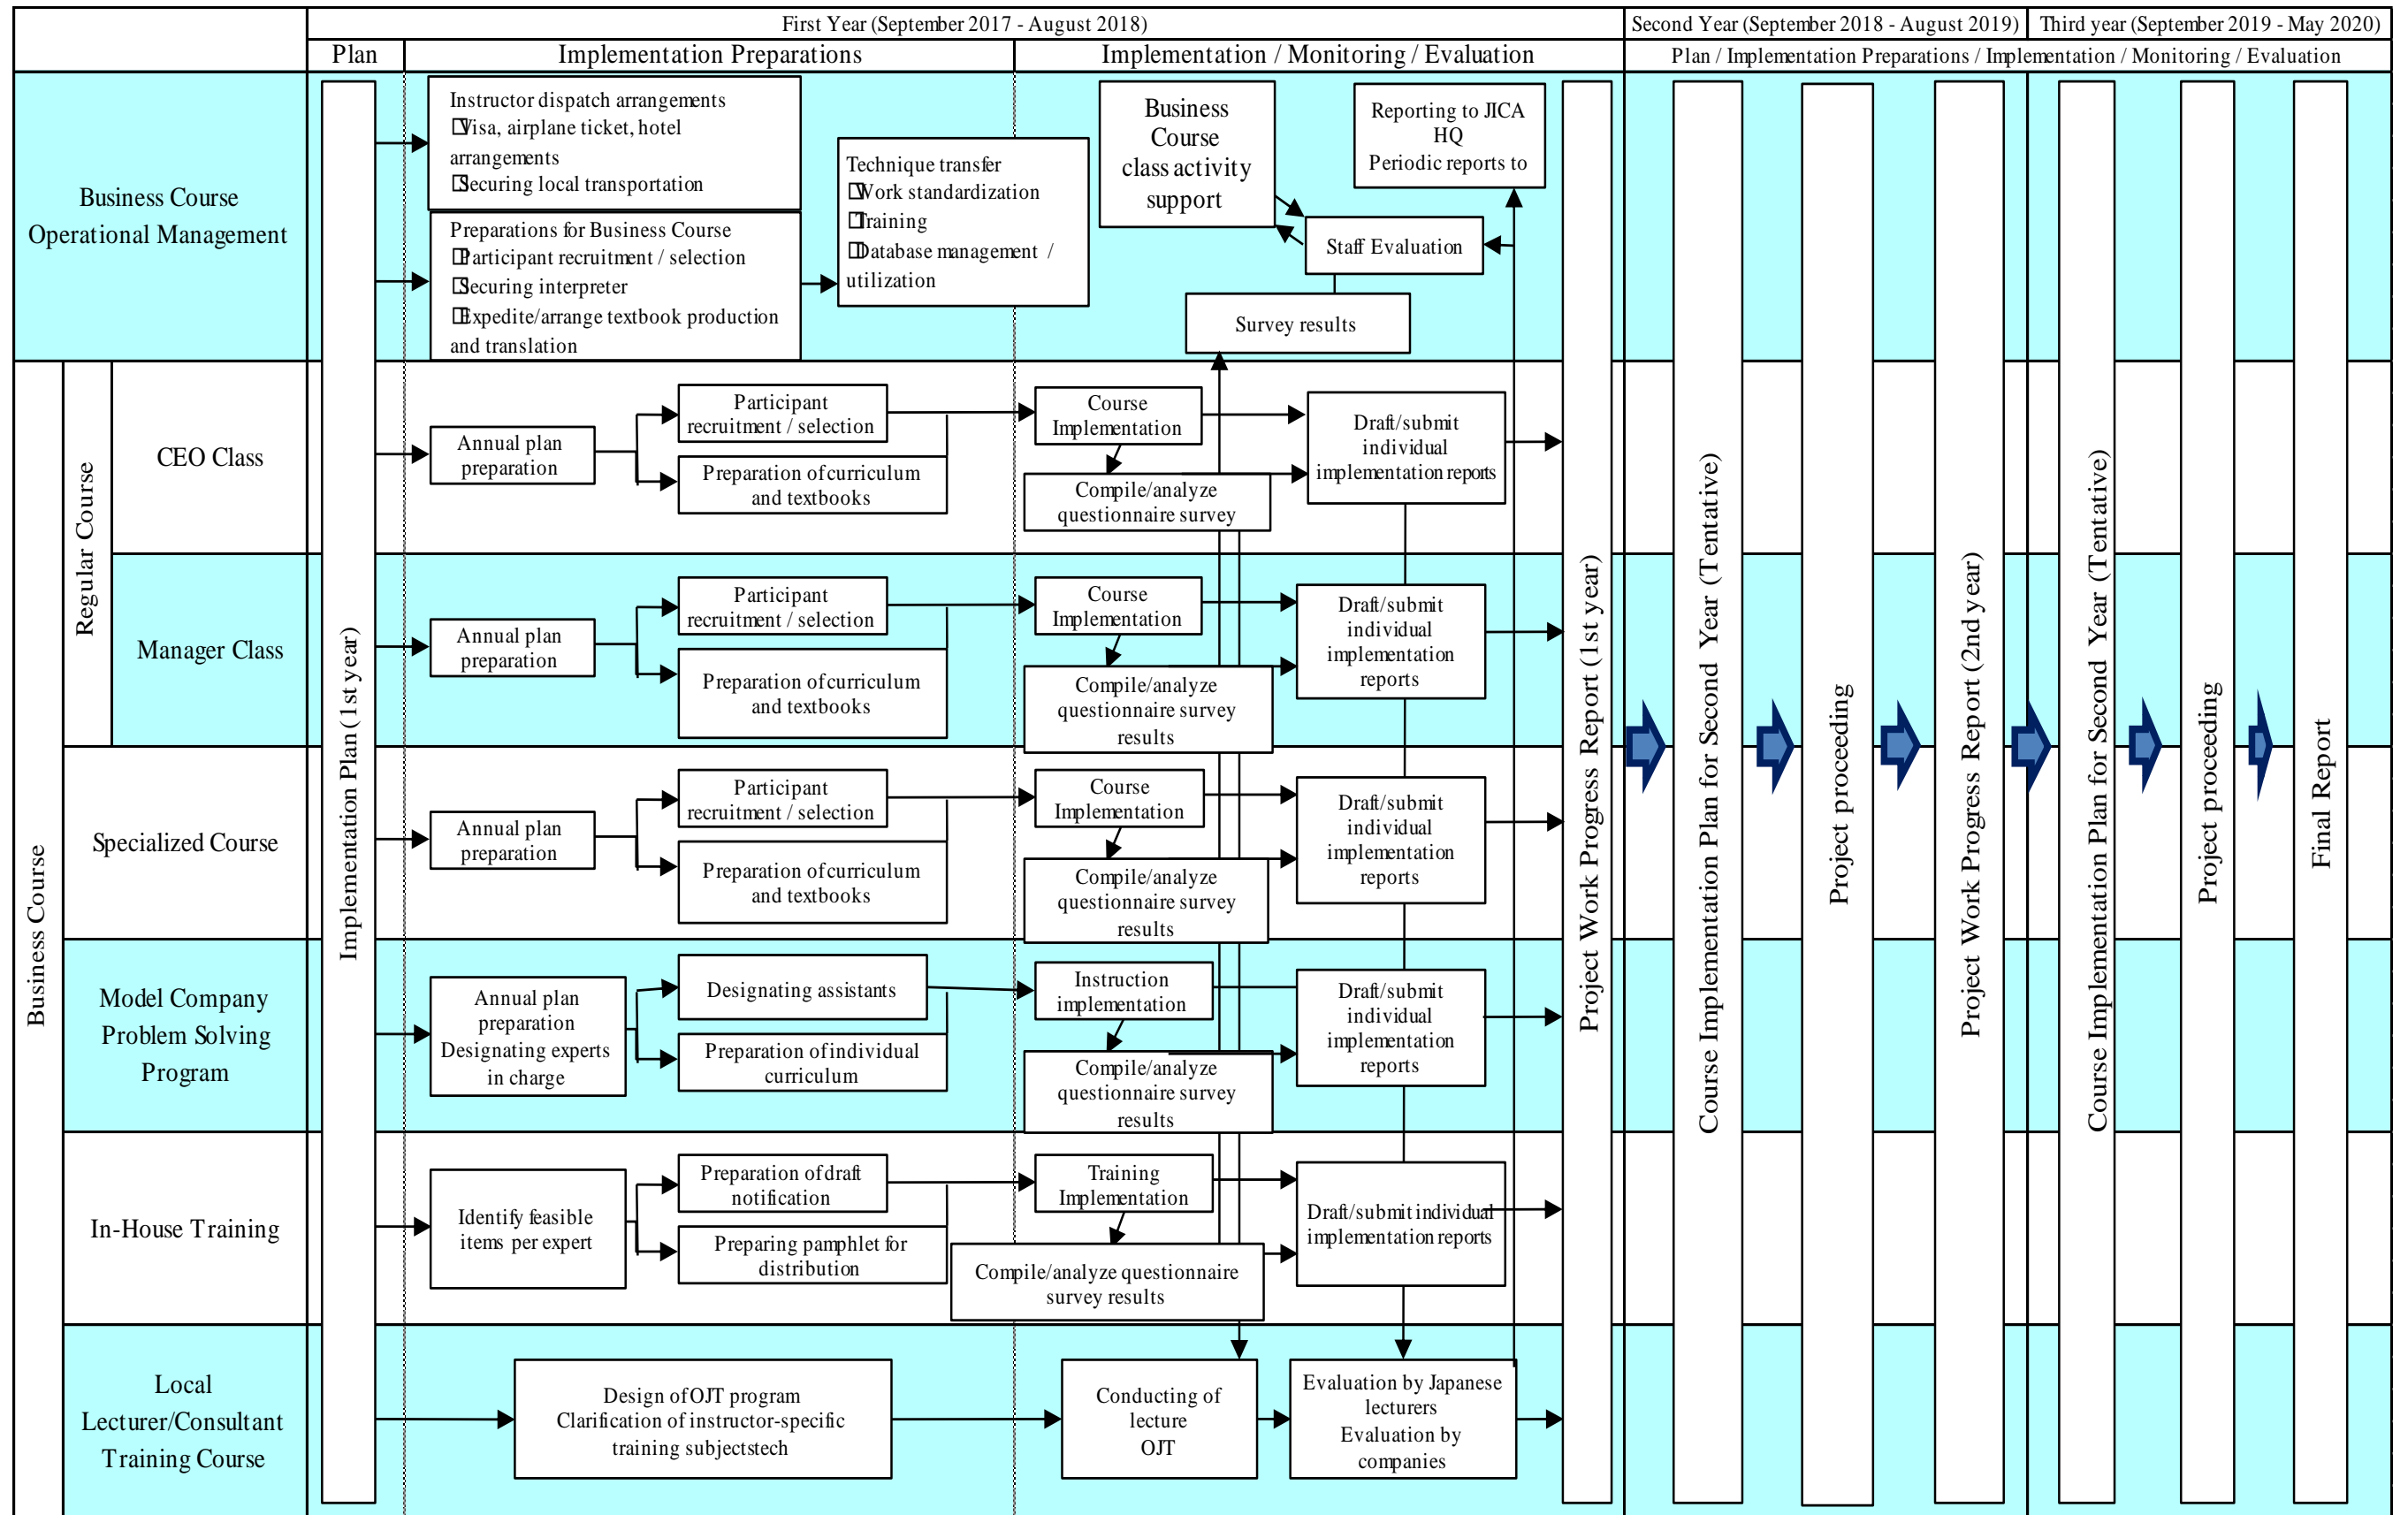 First Year (September 2017 - August 2018)
Second Year (September 2018 - August 2019)
Third year (September 2019 - May 2020)
Plan
Implementation Preparations
Implementation / Monitoring / Evaluation
Plan / Implementation Preparations / Implementation / Monitoring / Evaluation
Business Course
Operational Management
Instructor dispatch arrangements
Visa, airplane ticket, hotel
arrangements
Securing local transportation
Preparations for Business Course
Participant recruitment / selection
Securing interpreter
Expedite/arrange textbook production
and translation
Technique transfer
Work standardization
Training
Database management /
utilization
Business
Course
class activity
support
Reporting to JICA
HQ
Periodic reports to
Staff Evaluation
Survey results
Business Course
Regular Course
CEO Class
Annual plan
preparation
Participant
recruitment / selection
Preparation of curriculum
and textbooks
Course
Implementation
Compile/analyze
questionnaire survey
Draft/submit
individual
implementation reports
Manager Class
Annual plan
preparation
Participant
recruitment / selection
Preparation of curriculum
and textbooks
Course
Implementation
Compile/analyze
questionnaire survey
results
Draft/submit
individual
implementation
reports
Specialized Course
Annual plan
preparation
Participant
recruitment / selection
Preparation of curriculum
and textbooks
Course
Implementation
Compile/analyze
questionnaire survey
results
Draft/submit
individual
implementation
reports
Model Company
Problem Solving
Program
Annual plan
preparation
Designating experts
in charge
Designating assistants
Preparation of individual
curriculum
Instruction
implementation
Compile/analyze
questionnaire survey
results
Draft/submit
individual
implementation
reports
In-House Training
Identify feasible
items per expert
Preparation of draft
notification
Preparing pamphlet for
distribution
Training
Implementation
Compile/analyze questionnaire
survey results
Draft/submit individual
implementation reports
Local
Lecturer/Consultant
Training Course
Design of OJT program
Clarification of instructor-specific
training subjectstech
Conducting of
lecture
OJT
Evaluation by Japanese
lecturers
Evaluation by
companies
Implementation Plan (1st year)
Project Work Progress Report (1st year)
Course Implementation Plan for Second Year (Tentative)
Project proceeding
Project Work Progress Report (2nd year)
Course Implementation Plan for Second Year (Tentative)
Project proceeding
Final Report